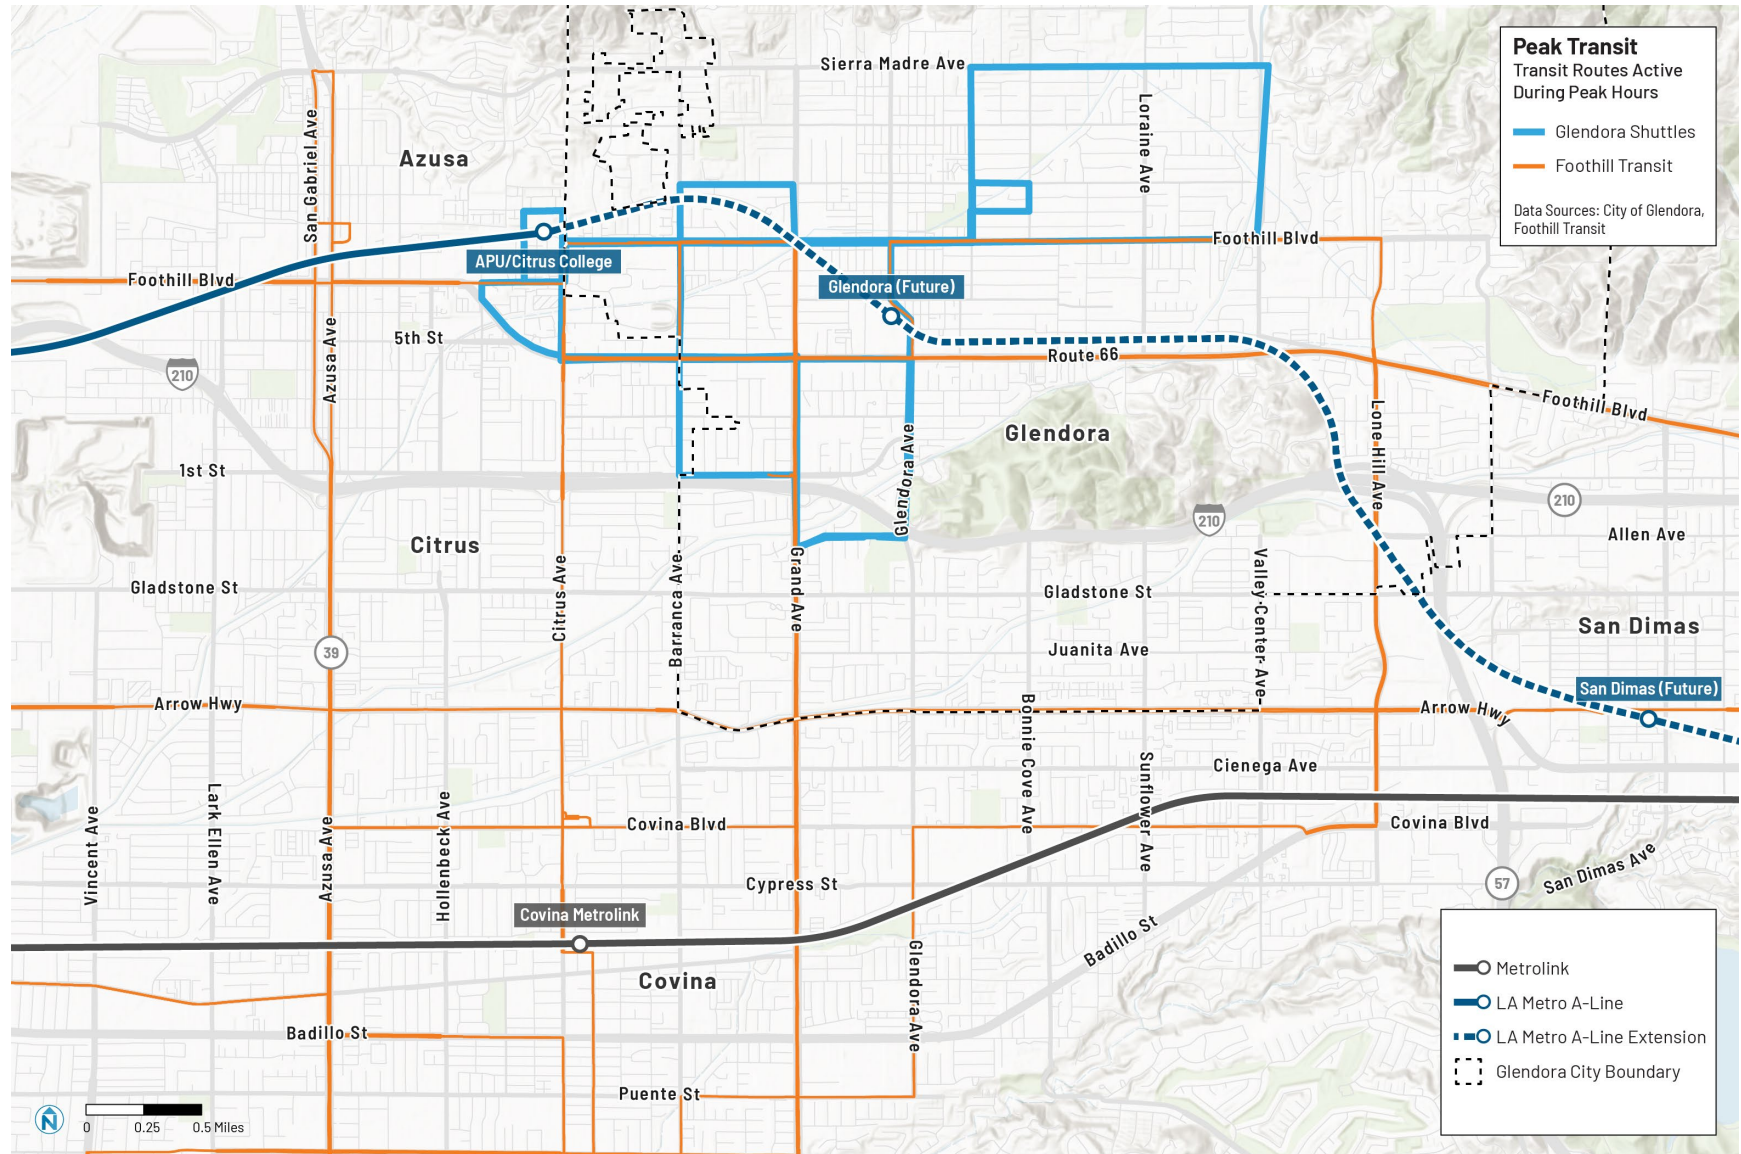 Peak Transit
Transit Routes Active
During Peak Hours
Glendora Shuttles
Foothill Transit
Data Sources: City of Glendora,
Foothill Transit
Sierra Madre Ave
Loraine Ave
San Gabriel Ave
Azusa
APU/Citrus College
Foothill Blvd
Foothill Blvd
Glendora (Future)
5th St
Azusa Ave
Route 66
210
Foothill Blvd
Lone Hill Ave
Glendora
Glendora Ave
1st St
210
210
Allen Ave
Citrus
Gladstone St
Citrus Ave
Barranca Ave
Grand Ave
Gladstone St
Valley Center Ave
San Dimas
Juanita Ave
39
San Dimas (Future)
Arrow Hwy
Arrow Hwy
Bonnie Cove Ave
Sunflower Ave
Cienega Ave
Vincent Ave
Lark Ellen Ave
Azusa Ave
Hollenbeck Ave
Covina Blvd
Covina Blvd
Cypress St
57
San Dimas Ave
Covina Metrolink
Badillo St
Covina
Glendora Ave
Badillo St
Puente St
Metrolink
LA Metro A-Line
LA Metro A-Line Extension
Glendora City Boundary
N
0 0.25 0.5 Miles